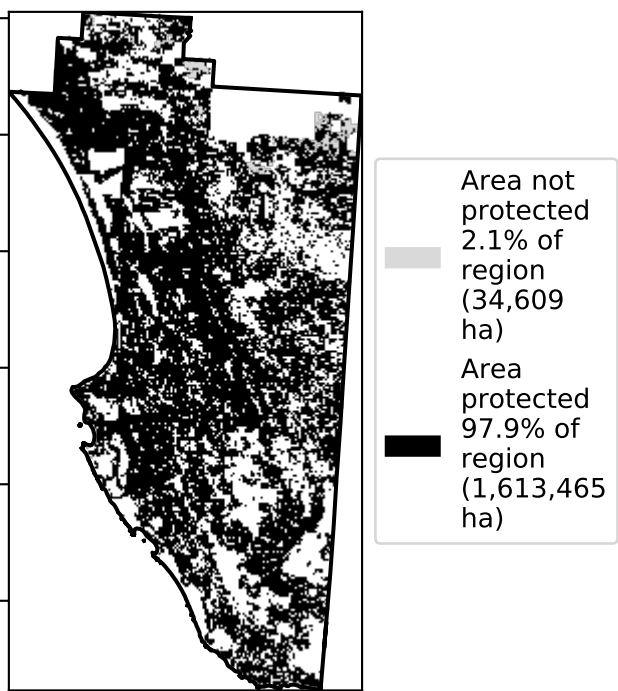 Area not
protected
2.1% of
region
(34,609
ha)
Area
protected
97.9% of
region
(1,613,465
ha)